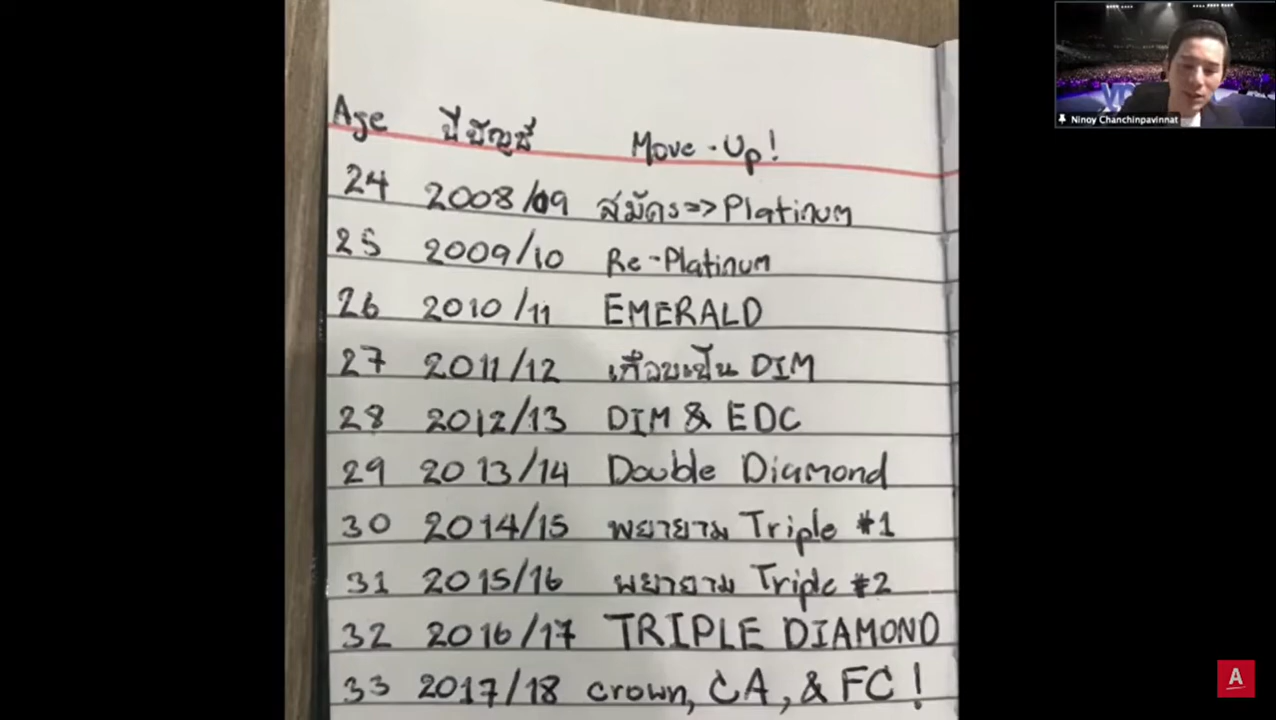 Ninoy Chanchinpavinnat
Age ปีบัญชี Move-Up!
24 2008/09 สมัคร=>> Platinum
25 2009/10 Re-Platinum
26 2010/11 EMERALD
27 2011/12 เกือบเป็น DIM
28 2012/13 DIM & EDC
29 2013/14 Double Diamond
30 2014/15 พยายาม Triple #1
31 2015/16 พยายาม Triple #2
32 2016/17 TRIPLE DIAMOND
33 2017/18 crown, CA, & FC!
A